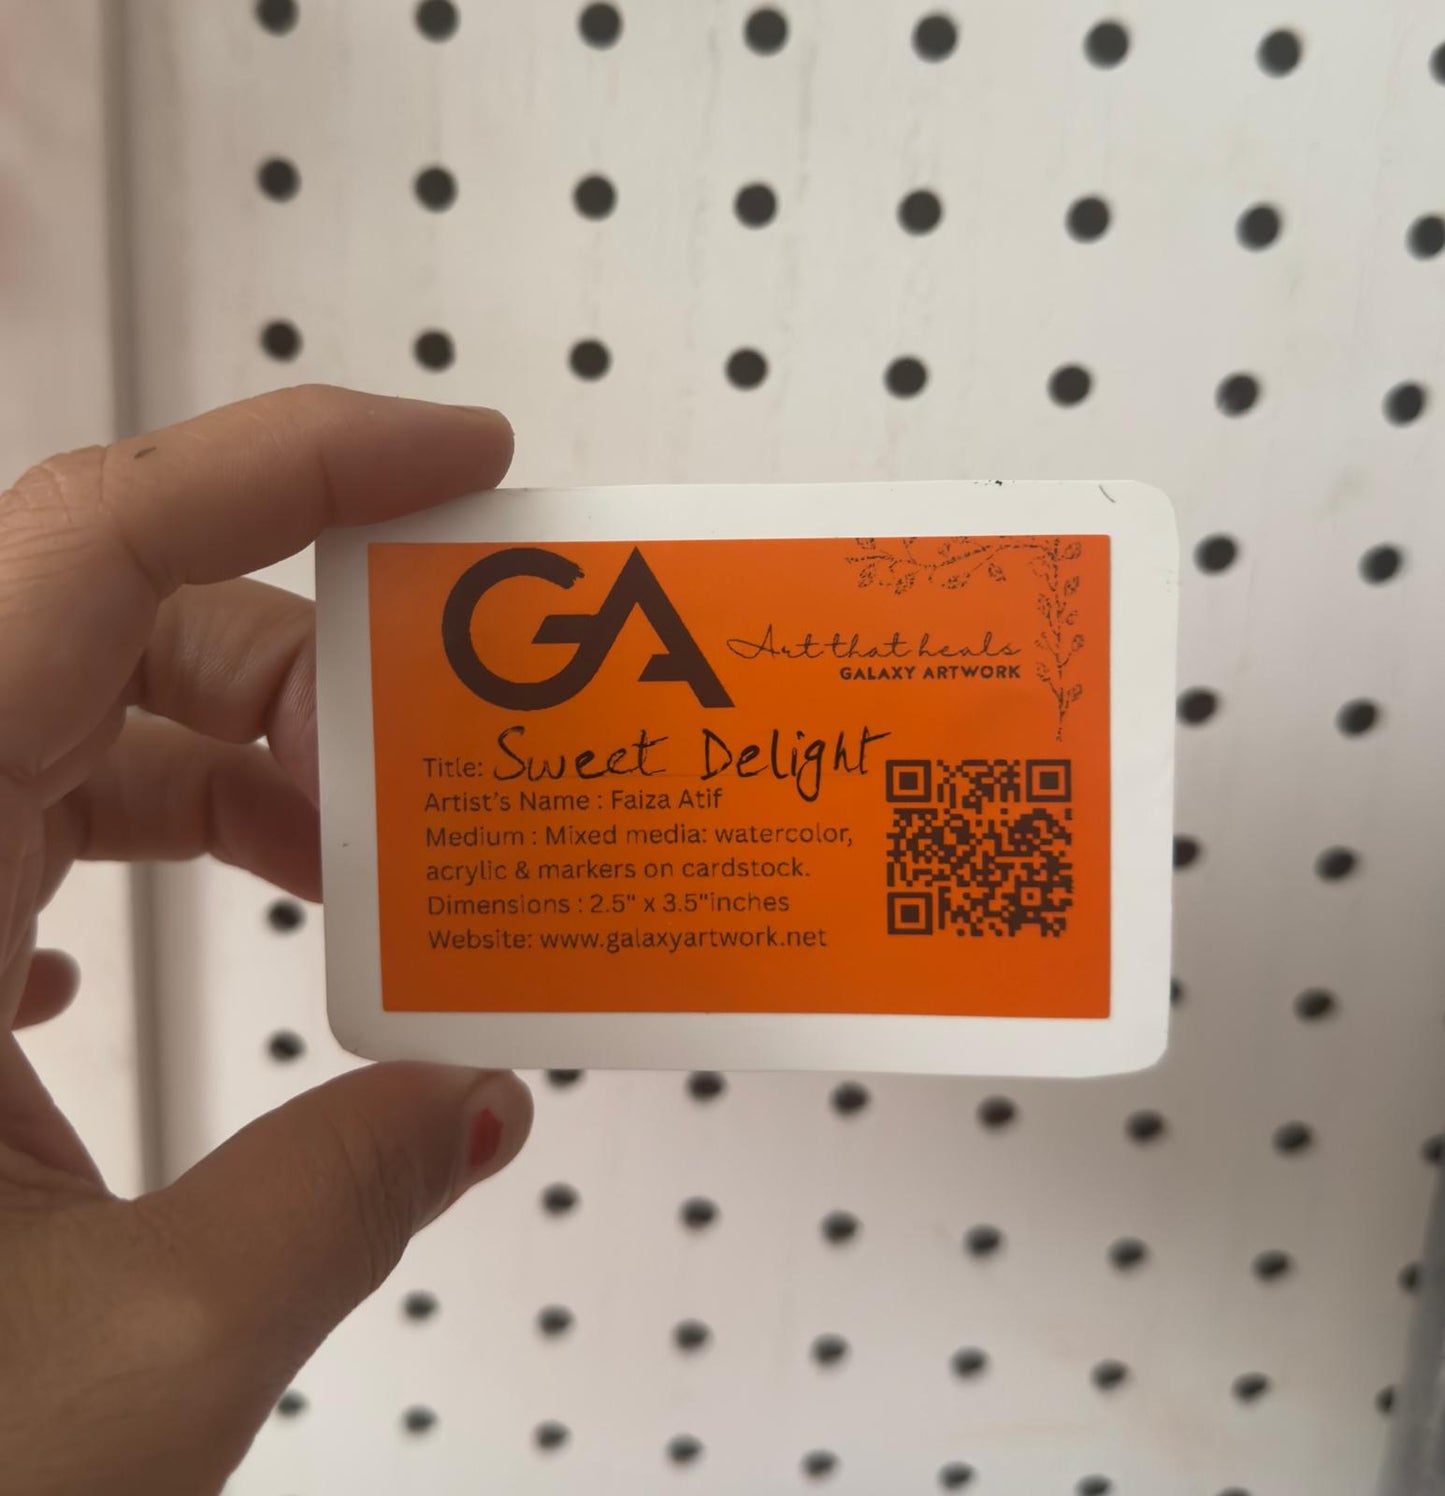 GA
Art that heals
GALAXY ARTWORK
Title: Sweet Delight
Artist's Name : Faiza Atif
Medium : Mixed media: watercolor,
acrylic & markers on cardstock.
Dimensions : 2.5" x 3.5"inches
Website: www.galaxyartwork.net